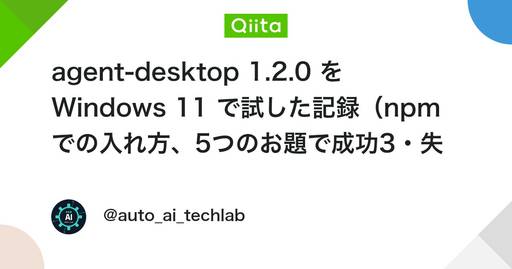 Qiita
agent-desktop 1.2.0 を
Windows 11 で試した記録（npm
での入れ方、5つのお題で成功3・失
AI
@auto_ai_techlab